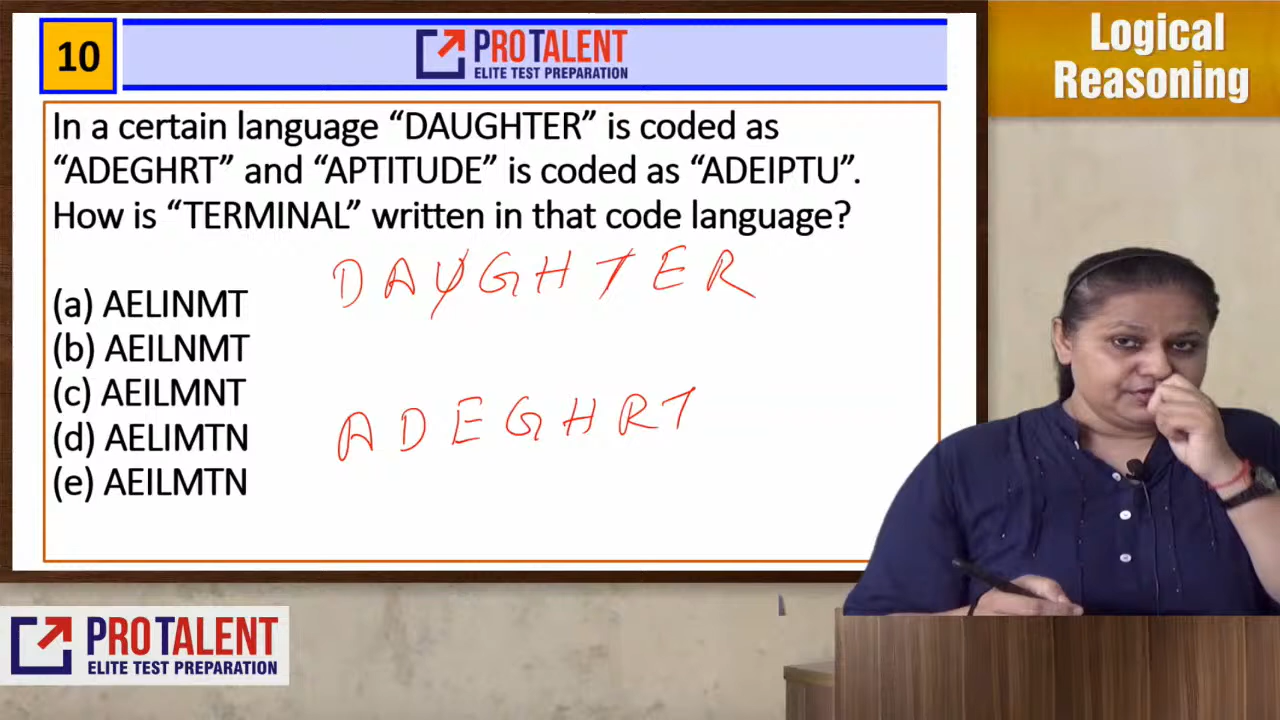 10
PROTALENT
ELITE TEST PREPARATION
Logical
Reasoning
In a certain language “DAUGHTER” is coded as
“ADEGHRT” and “APTITUDE” is coded as “ADEIPTU”.
How is “TERMINAL” written in that code language?
DAUGHTER
(a) AELINMT
(b) AEILNMT
(c) AEILMNT
ADEGHRT
(d) AELIMTN
(e) AEILMTN
PROTALENT
ELITE TEST PREPARATION